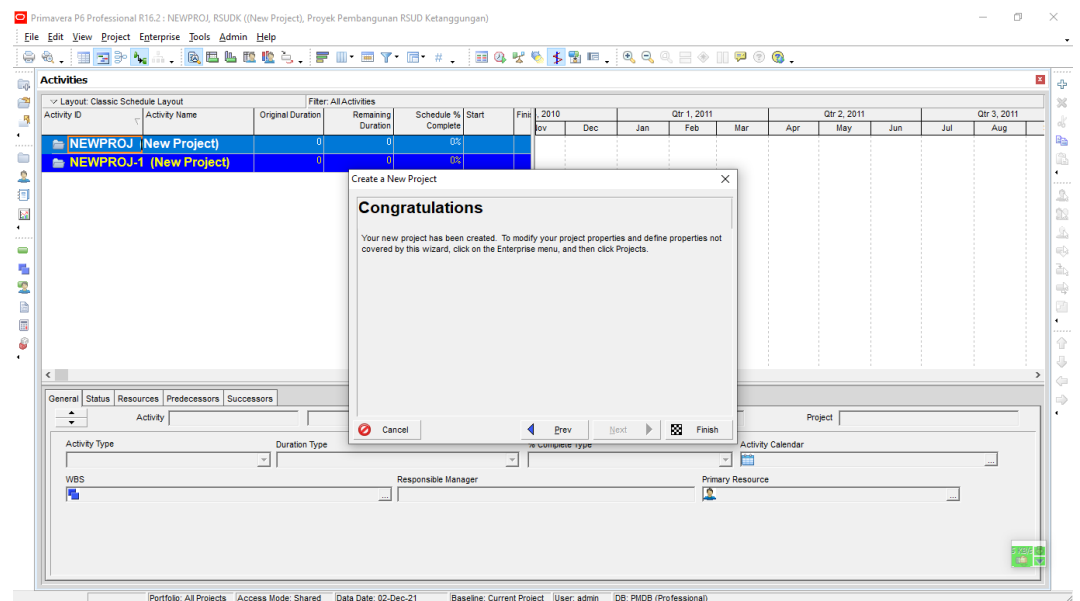 Primavera P6 Professional R16.2 : NEWPROJ, RSUDK ((New Project), Proyek Pembangunan RSUD Ketanggungan)
File Edit View Project Enterprise Tools Admin Help
Activities
Layout: Classic Schedule Layout Filter: All Activities
Activity ID Activity Name Original Duration Remaining Duration Schedule % Complete Start Fini
, 2010 Qtr 1, 2011 Qtr 2, 2011 Qtr 3, 2011
lov Dec Jan Feb Mar Apr May Jun Jul Aug
NEWPROJ (New Project) 0 0 0%
NEWPROJ-1 (New Project) 0 0 0%
Create a New Project
Congratulations
Your new project has been created. To modify your project properties and define properties not
covered by this wizard, click on the Enterprise menu, and then click Projects.
Cancel Prev Next Finish
General Status Resources Predecessors Successors
Activity Project
Activity Type Duration Type % Complete Type Activity Calendar
WBS Responsible Manager Primary Resource
Portfolio: All Projects Access Mode: Shared Data Date: 02-Dec-21 Baseline: Current Project User: admin DB: PMDB (Professional)